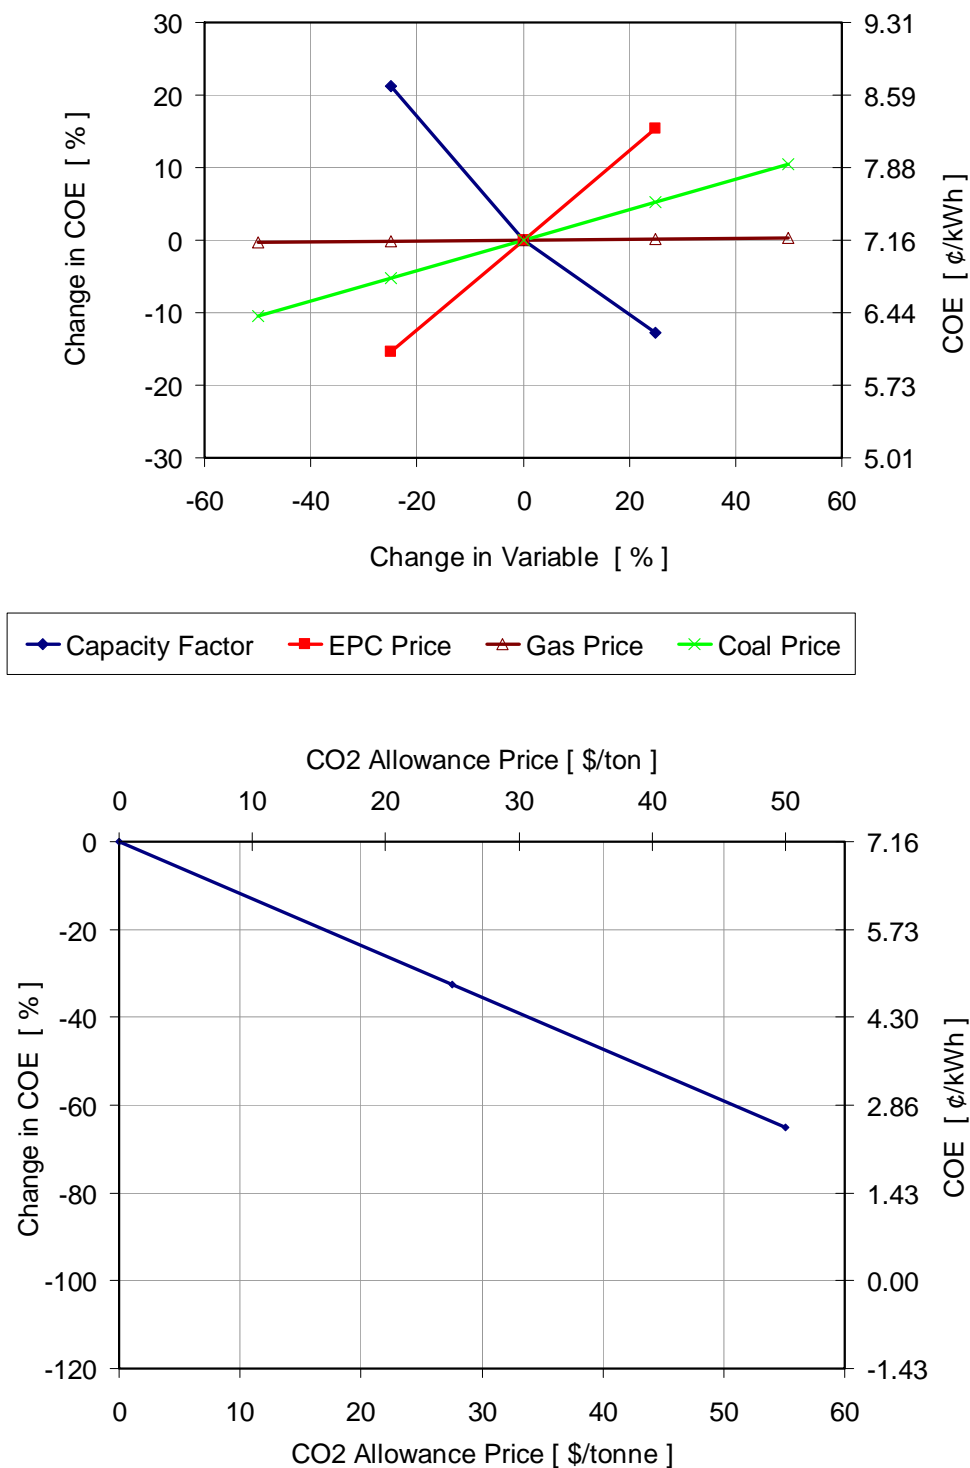 30
20
10
0
-10
-20
-30
Change in COE [ % ]
9.31
8.59
7.88
7.16
6.44
5.73
5.01
COE [ ¢/kWh ]
-60 -40 -20 0 20 40 60
Change in Variable [ % ]
Capacity Factor EPC Price Gas Price Coal Price
CO2 Allowance Price [ $/ton ]
0 10 20 30 40 50
0
-20
-40
-60
-80
-100
-120
Change in COE [ % ]
7.16
5.73
4.30
2.86
1.43
0.00
-1.43
COE [ ¢/kWh ]
0 10 20 30 40 50 60
CO2 Allowance Price [ $/tonne ]